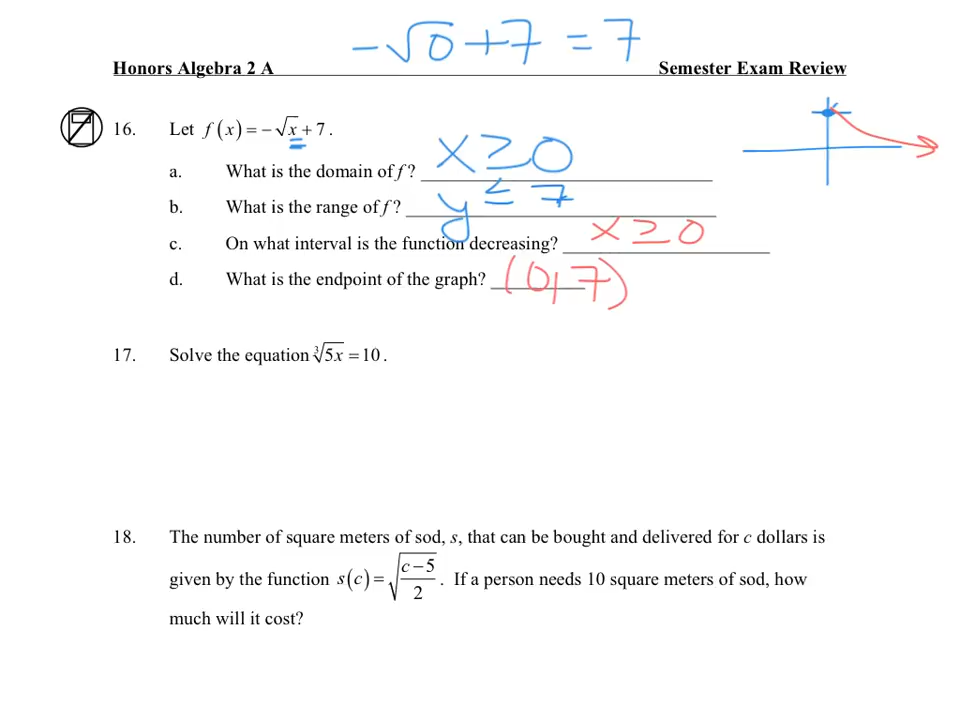 -√0 +7 = 7
Honors Algebra 2 A Semester Exam Review
16. Let f(x) = -√x + 7.
a. What is the domain of f? x ≥ 0
b. What is the range of f? y ≤ 7
c. On what interval is the function decreasing? x ≥ 0
d. What is the endpoint of the graph? (0,7)
17. Solve the equation ∛5x = 10.
18. The number of square meters of sod, s, that can be bought and delivered for c dollars is
given by the function s(c) = √((c-5)/2). If a person needs 10 square meters of sod, how
much will it cost?